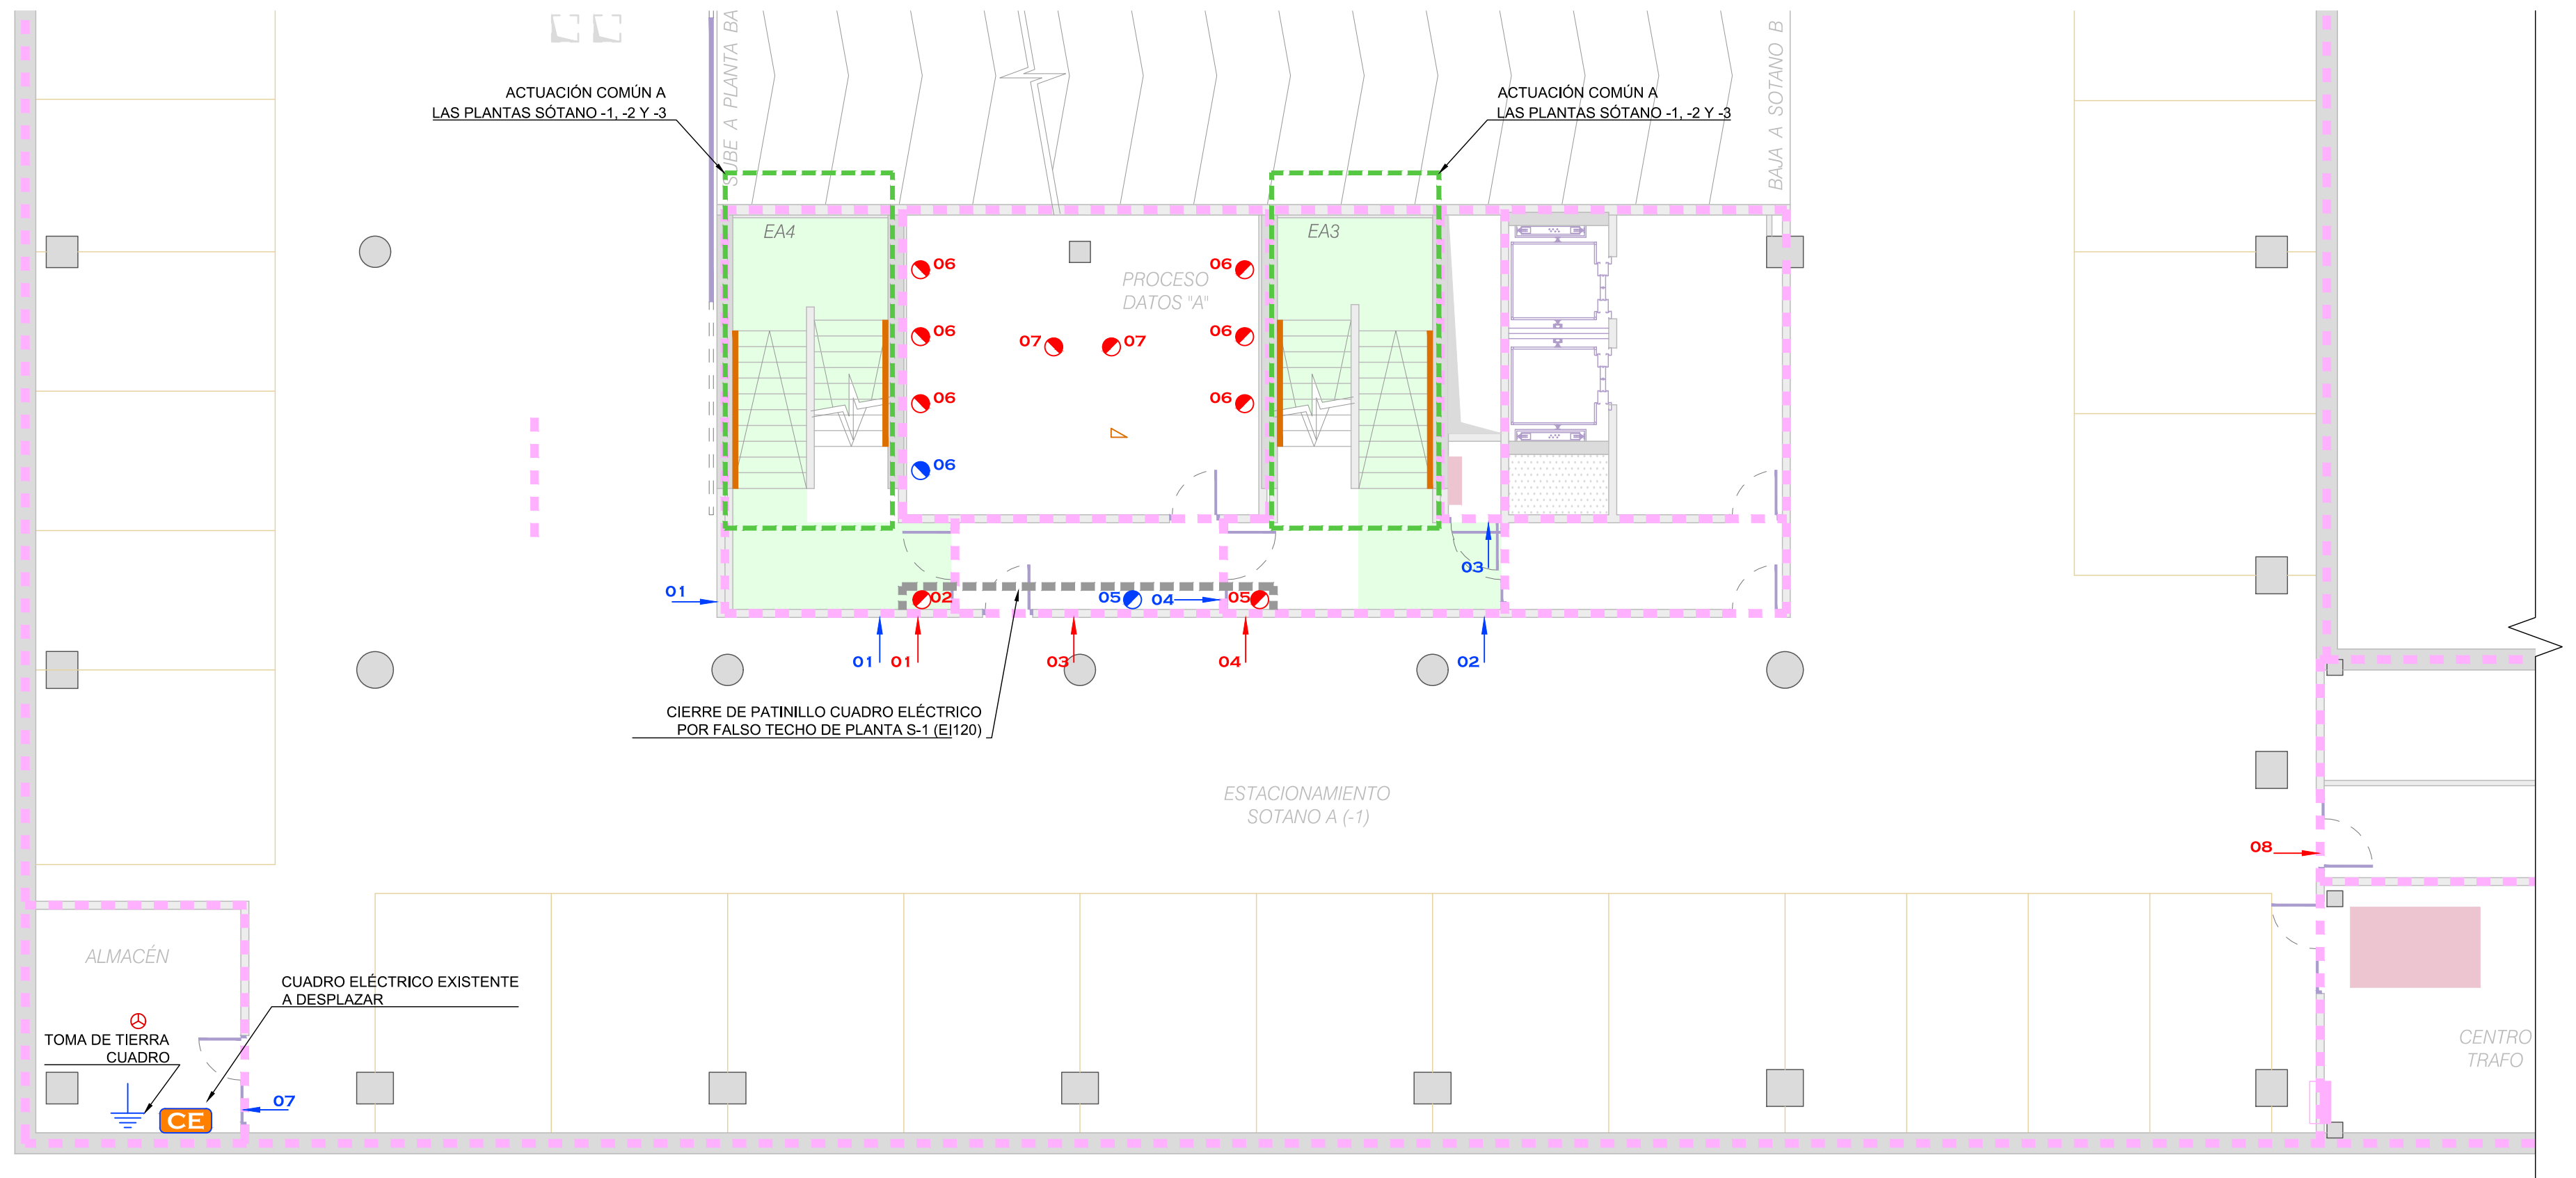 SUBE A PLANTA BA
BAJA A SOTANO B
ACTUACIÓN COMÚN A
LAS PLANTAS SÓTANO -1, -2 Y -3
ACTUACIÓN COMÚN A
LAS PLANTAS SÓTANO -1, -2 Y -3
EA4
EA3
PROCESO
DATOS "A"
06
06
06
06
07
07
06
06
06
01
02
05
04
05
03
01
01
03
04
02
CIERRE DE PATINILLO CUADRO ELÉCTRICO
POR FALSO TECHO DE PLANTA S-1 (EI120)
ESTACIONAMIENTO
SOTANO A (-1)
08
ALMACÉN
CUADRO ELÉCTRICO EXISTENTE
A DESPLAZAR
TOMA DE TIERRA
CUADRO
CE
07
CENTRO
TRAFO